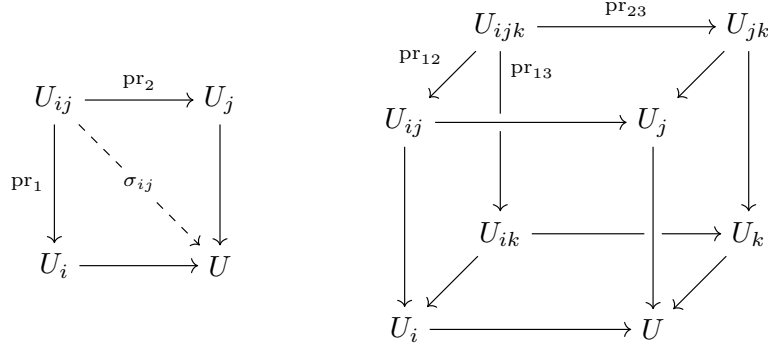 U_{ijk} pr_{23} U_{jk}
pr_{12} pr_{13}
U_{ij} pr_2 U_j
U_{ij} U_j
pr_1 σ_{ij}
U_{ik} U_k
U_i U
U_i U